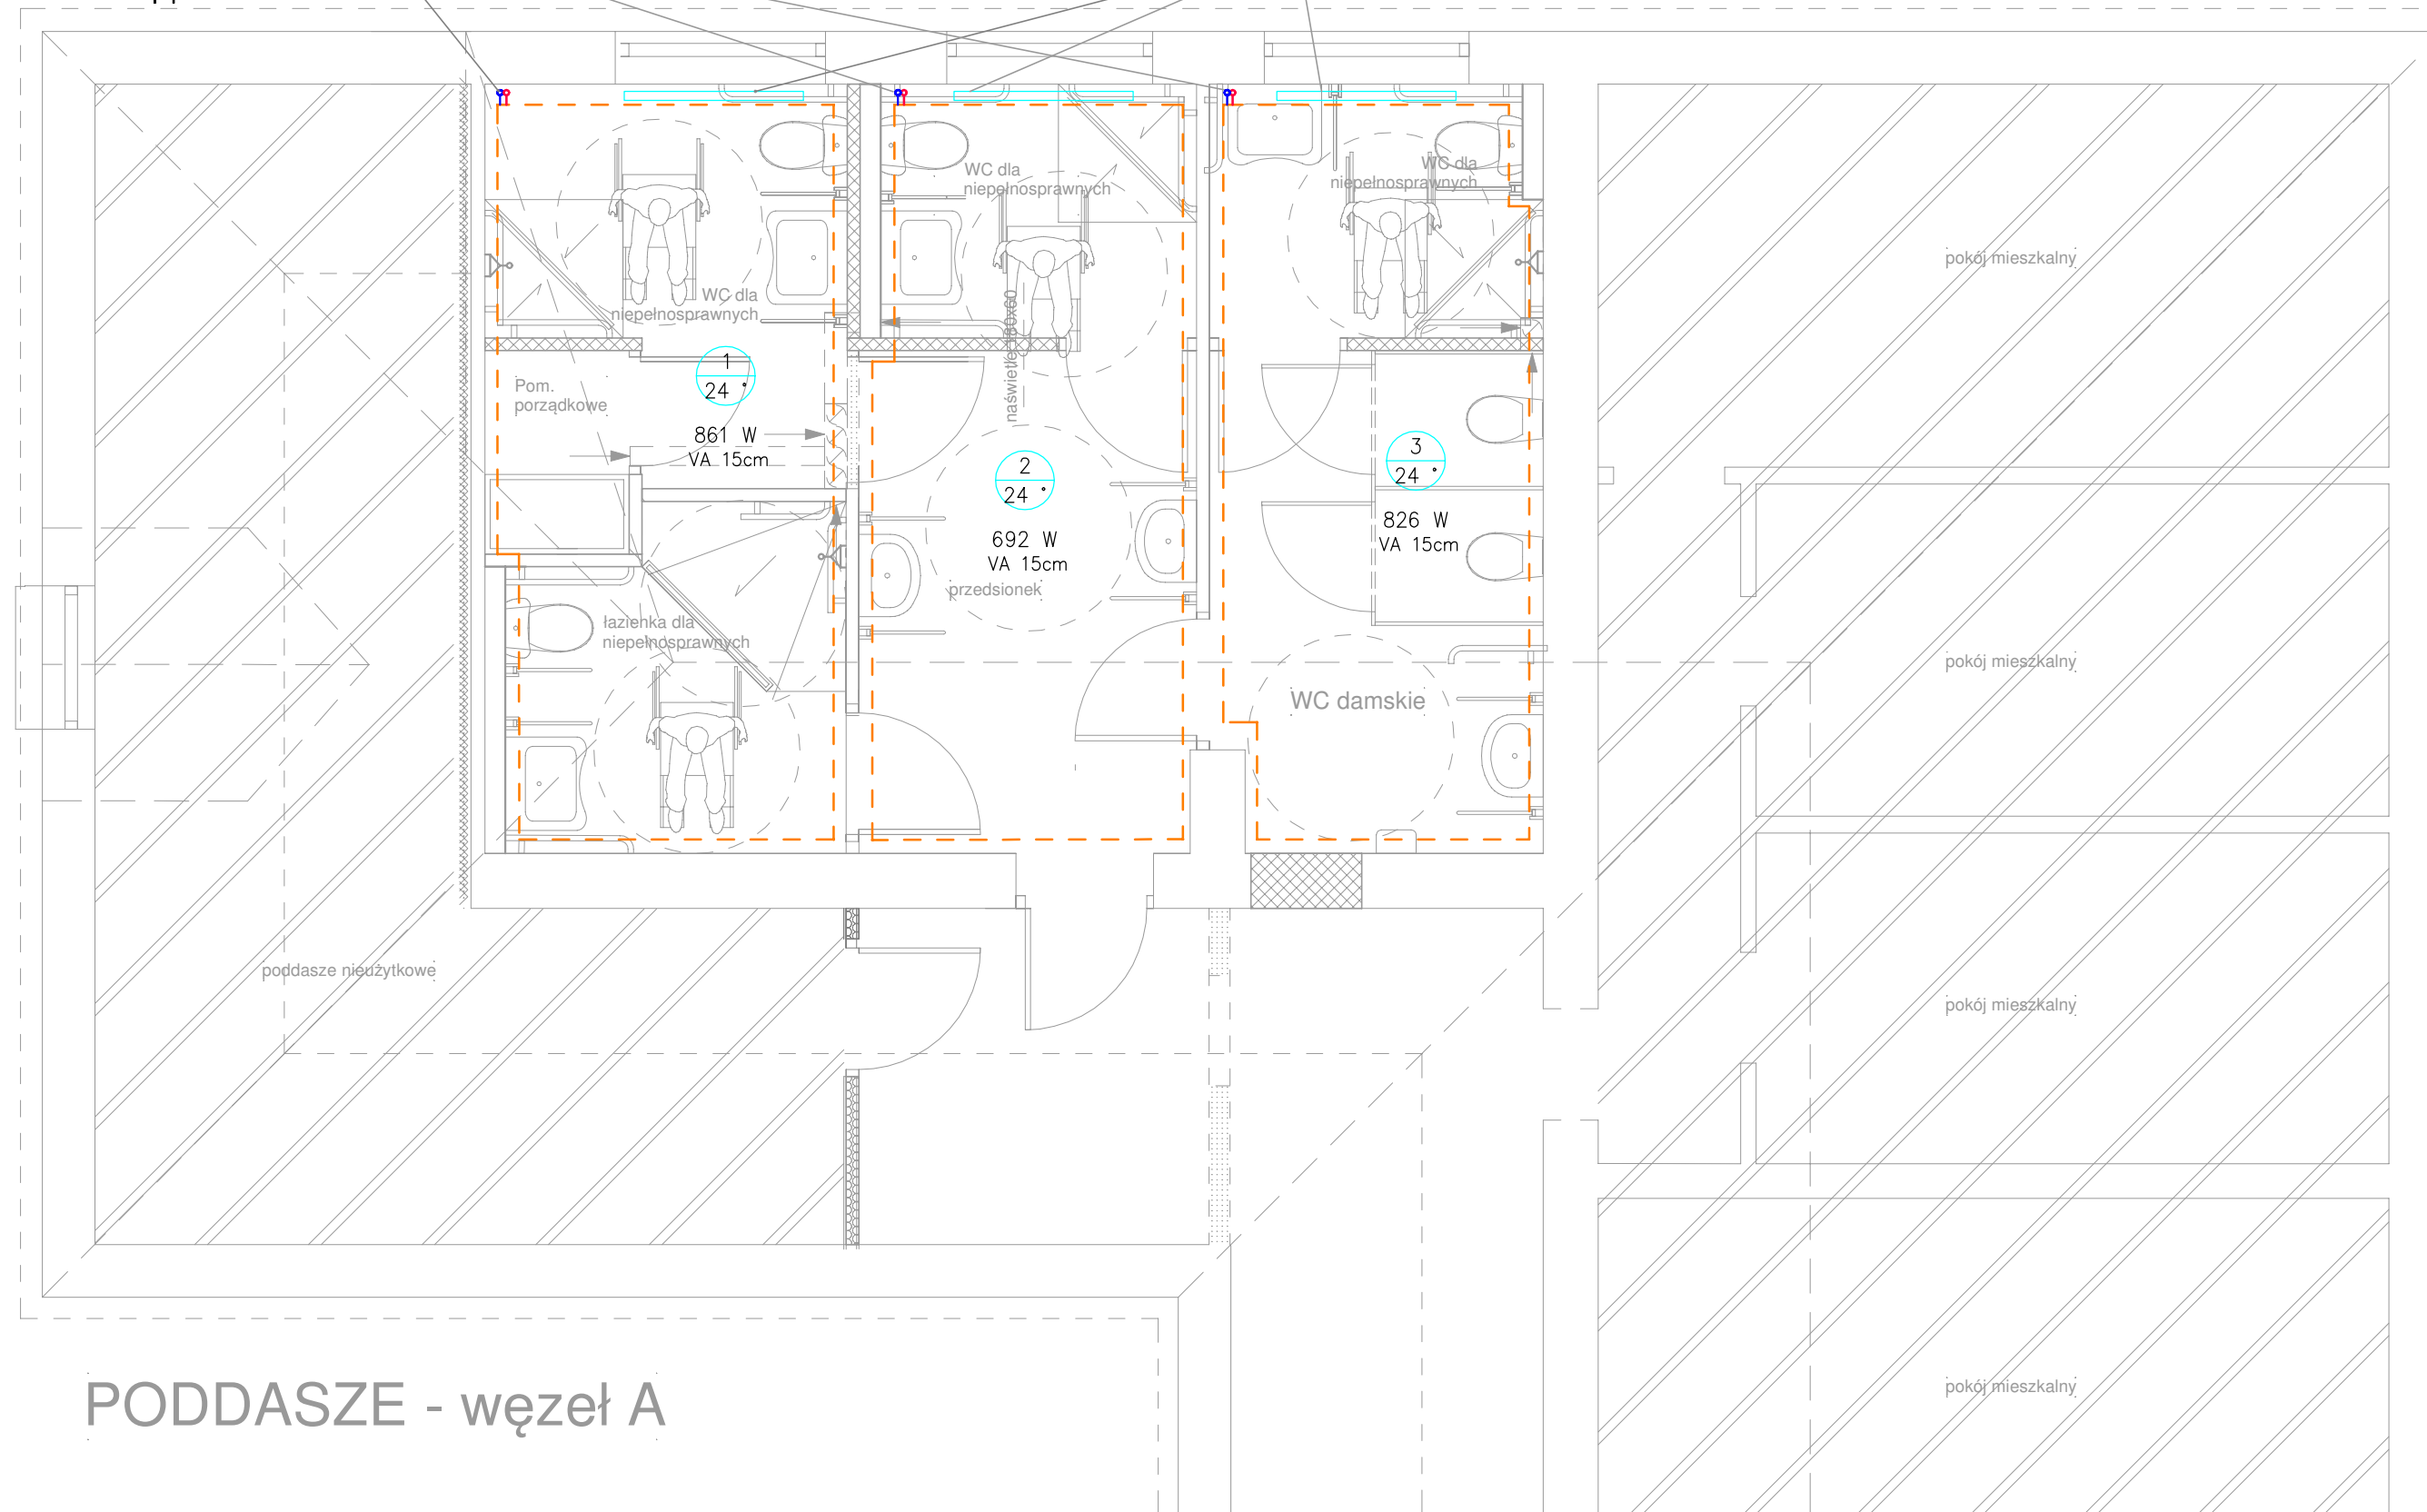 WC dla
niepełnosprawnych
WC dla
niepełnosprawnych
WC dla
niepełnosprawnych
naświetle 180x60
pokój mieszkalny
1
24 °
861 W
VA 15cm
Pom.
porządkowe
2
24 °
692 W
VA 15cm
przedsionek
3
24 °
826 W
VA 15cm
łazienka dla
niepełnosprawnych
WC damskie
pokój mieszkalny
poddasze nieużytkowe
pokój mieszkalny
pokój mieszkalny
PODDASZE - węzeł A